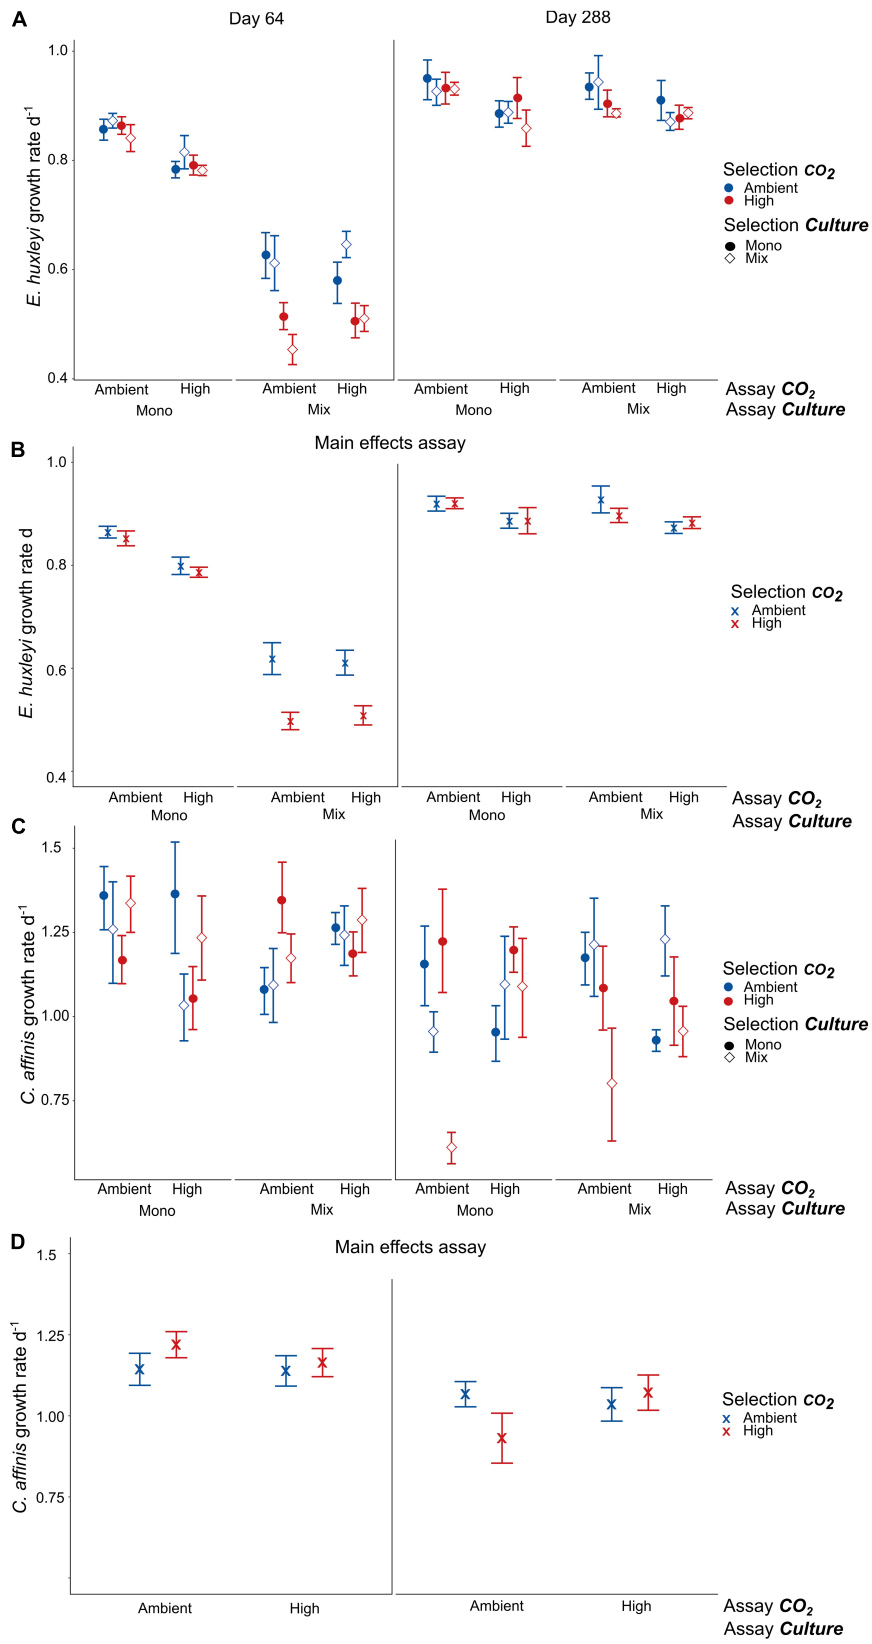 A
Day 64
Day 288
1.0
0.8
0.6
0.4
E. huxleyi growth rate d-1
Selection CO2
Ambient
High
Selection Culture
Mono
Mix
Ambient High Ambient High Ambient High Ambient High
Assay CO2
Mono Mix Mono Mix
Assay Culture
B
Main effects assay
1.0
0.8
0.6
0.4
E. huxleyi growth rate d
Selection CO2
Ambient
High
Ambient High Ambient High Ambient High Ambient High
Assay CO2
Mono Mix Mono Mix
Assay Culture
C
1.5
1.25
1.00
0.75
C. affinis growth rate d-1
Selection CO2
Ambient
High
Selection Culture
Mono
Mix
Ambient High Ambient High Ambient High Ambient High
Assay CO2
Mono Mix Mono Mix
Assay Culture
D
Main effects assay
1.5
1.25
1.00
0.75
C. affinis growth rate d-1
Selection CO2
Ambient
High
Ambient High Ambient High
Assay CO2
Assay Culture